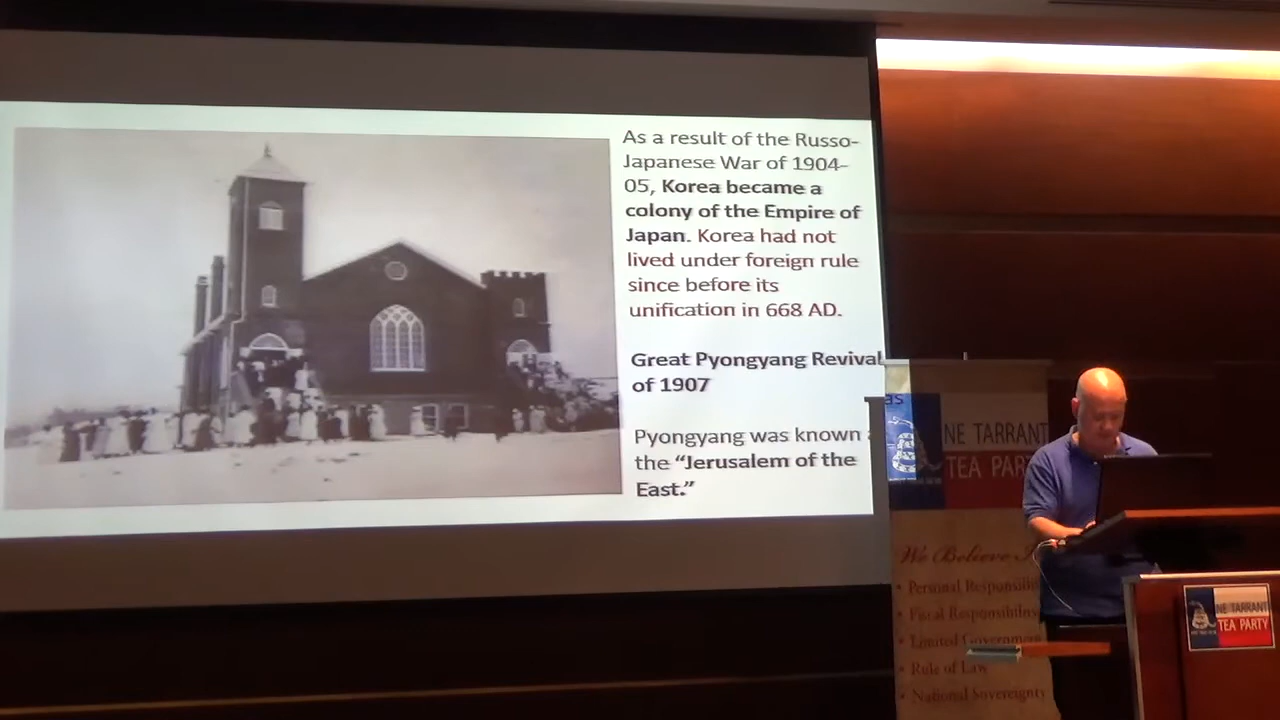 As a result of the Russo-
Japanese War of 1904-
05, Korea became a
colony of the Empire of
Japan. Korea had not
lived under foreign rule
since before its
unification in 668 AD.
Great Pyongyang Revival
of 1907
Pyongyang was known
the “Jerusalem of the
East.”
NE TARRANT
TEA PARTY
We Believe
• Personal Responsibility
• Fiscal Responsibility
• Limited Government
• Rule of Law
• National Sovereignty
NE TARRANT
TEA PARTY